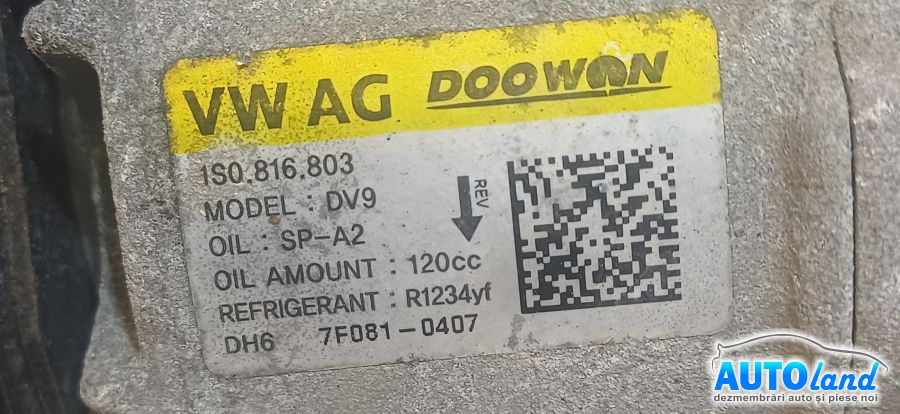 VW AG DOOWON
1S0.816.803
MODEL : DV9
REV
OIL : SP-A2
OIL AMOUNT : 120cc
REFRIGERANT : R1234yf
DH6 7F081-0407
AUTOland
dezmembrări auto și piese noi